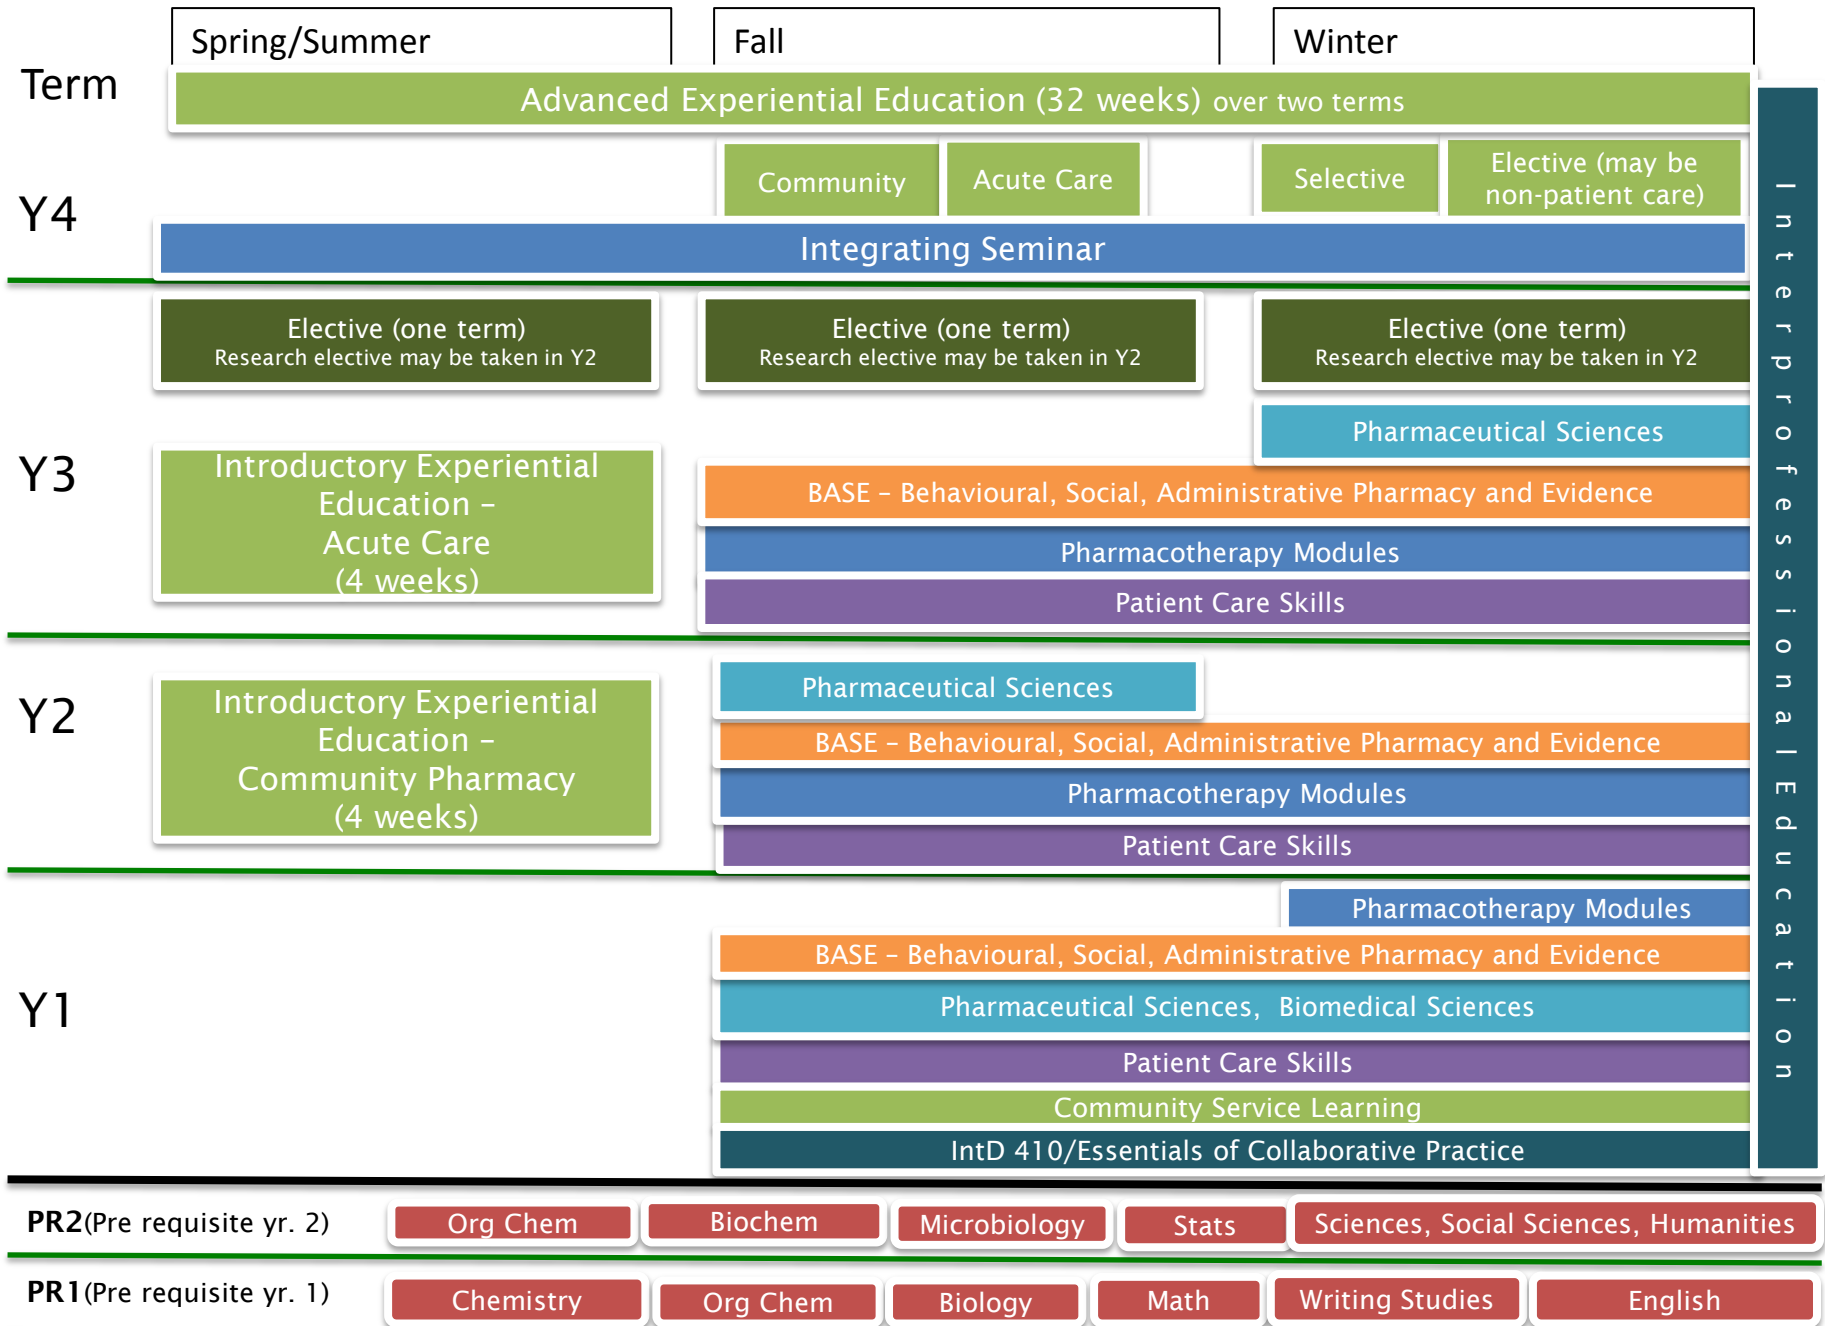 Spring/Summer
Fall
Winter
Term
Advanced Experiential Education (32 weeks) over two terms
Y4
Community
Acute Care
Selective
Elective (may be
non-patient care)
Integrating Seminar
Elective (one term)
Research elective may be taken in Y2
Elective (one term)
Research elective may be taken in Y2
Elective (one term)
Research elective may be taken in Y2
Y3
Introductory Experiential
Education –
Acute Care
(4 weeks)
Pharmaceutical Sciences
BASE – Behavioural, Social, Administrative Pharmacy and Evidence
Pharmacotherapy Modules
Patient Care Skills
Y2
Introductory Experiential
Education –
Community Pharmacy
(4 weeks)
Pharmaceutical Sciences
BASE – Behavioural, Social, Administrative Pharmacy and Evidence
Pharmacotherapy Modules
Patient Care Skills
Y1
Pharmacotherapy Modules
BASE – Behavioural, Social, Administrative Pharmacy and Evidence
Pharmaceutical Sciences, Biomedical Sciences
Patient Care Skills
Community Service Learning
IntD 410/Essentials of Collaborative Practice
Interprofessional Education
PR2(Pre requisite yr. 2)
Org Chem
Biochem
Microbiology
Stats
Sciences, Social Sciences, Humanities
PR1(Pre requisite yr. 1)
Chemistry
Org Chem
Biology
Math
Writing Studies
English